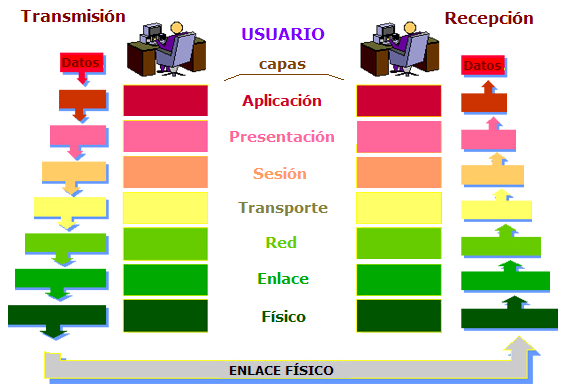 Transmisión
Recepción
USUARIO
capas
Datos
Datos
Aplicación
Presentación
Sesión
Transporte
Red
Enlace
Físico
ENLACE FÍSICO